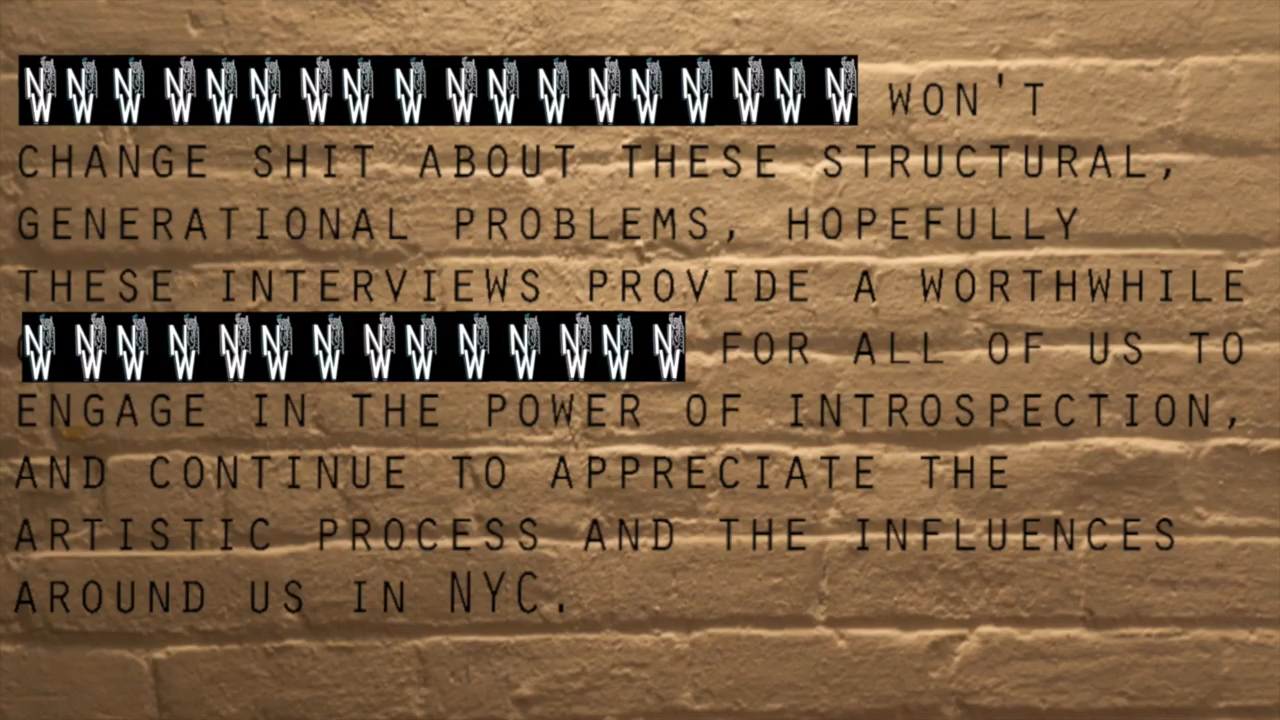 WON'T
CHANGE SHIT ABOUT THESE STRUCTURAL,
GENERATIONAL PROBLEMS, HOPEFULLY
THESE INTERVIEWS PROVIDE A WORTHWHILE
FOR ALL OF US TO
ENGAGE IN THE POWER OF INTROSPECTION,
AND CONTINUE TO APPRECIATE THE
ARTISTIC PROCESS AND THE INFLUENCES
AROUND US IN NYC.